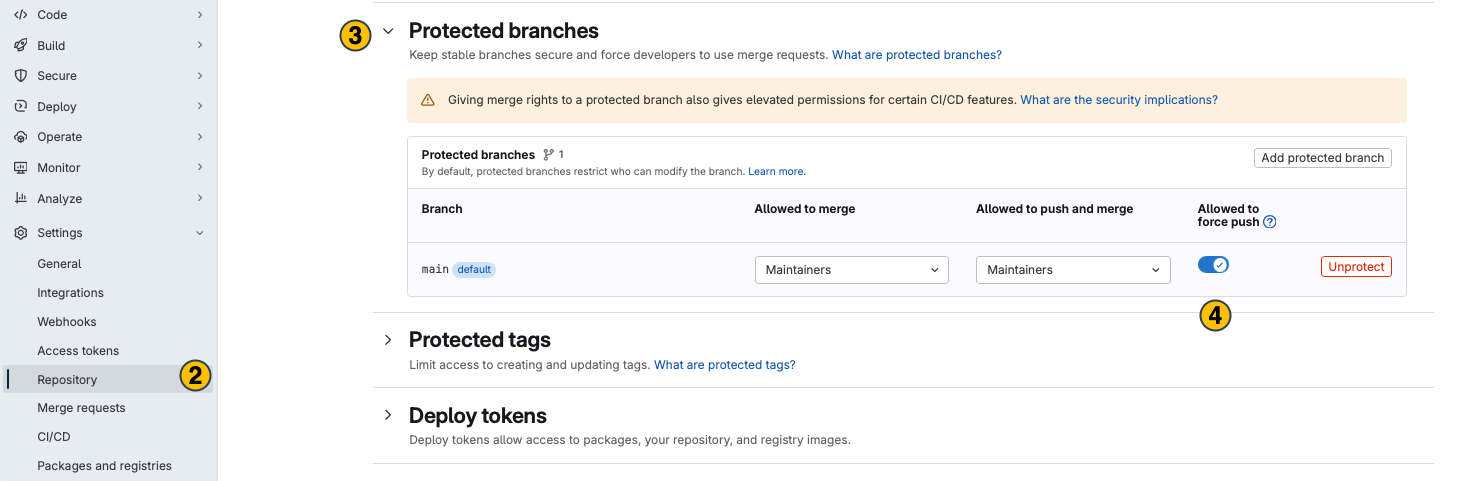 Code
Build
Secure
Deploy
Operate
Monitor
Analyze
Settings
General
Integrations
Webhooks
Access tokens
Repository
2
Merge requests
CI/CD
Packages and registries
3
Protected branches
Keep stable branches secure and force developers to use merge requests. What are protected branches?
Giving merge rights to a protected branch also gives elevated permissions for certain CI/CD features. What are the security implications?
Protected branches 1
By default, protected branches restrict who can modify the branch. Learn more.
Add protected branch
Branch
Allowed to merge
Allowed to push and merge
Allowed to
force push ?
main default
Maintainers
Maintainers
Unprotect
4
Protected tags
Limit access to creating and updating tags. What are protected tags?
Deploy tokens
Deploy tokens allow access to packages, your repository, and registry images.